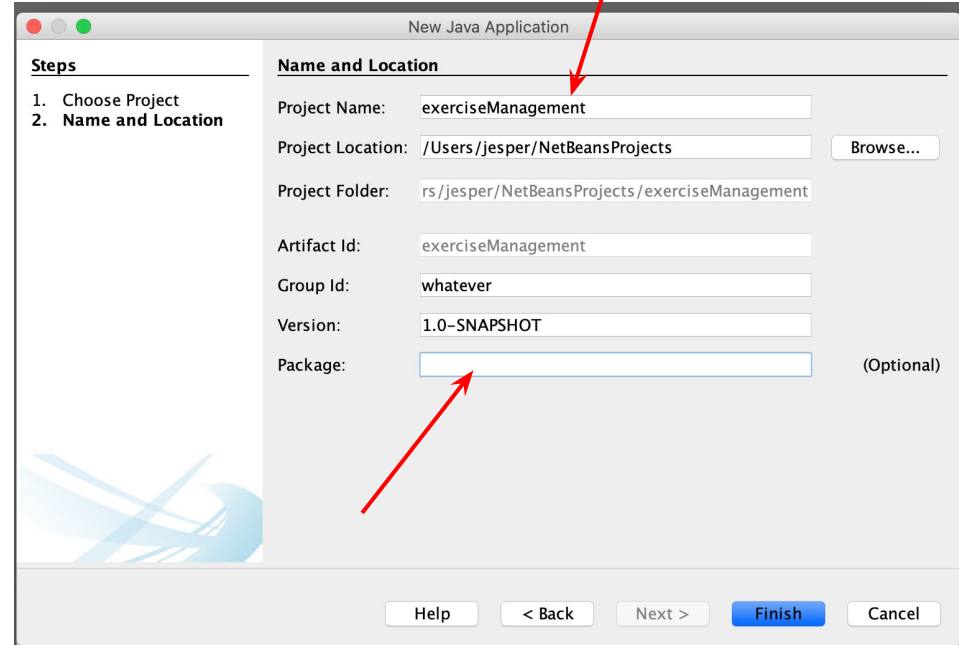 New Java Application
Steps
1. Choose Project
2. Name and Location
Name and Location
Project Name: exerciseManagement
Project Location: /Users/jesper/NetBeansProjects Browse...
Project Folder: rs/jesper/NetBeansProjects/exerciseManagement
Artifact Id: exerciseManagement
Group Id: whatever
Version: 1.0-SNAPSHOT
Package: (Optional)
Help < Back Next > Finish Cancel